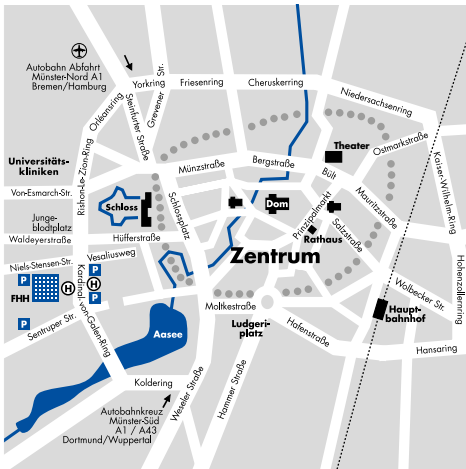 Autobahn Abfahrt
Münster-Nord A1
Bremen/Hamburg
Yorkring
Friesenring
Cheruskerring
Niedersachsenring
Grevener Str.
Steinfurter Straße
Orléansring
Rishon-Le-Zion-Ring
Theater
Ostmarkstraße
Universitäts-
kliniken
Münzstraße
Bergstraße
Bült
Kaiser-Wilhelm-Ring
Von-Esmarch-Str.
Schloss
Schlossplatz
Dom
Prinzipalmarkt
Mauritzstraße
Junge-
blodtplatz
Waldeyerstraße
Hüfferstraße
Rathaus
Salzstraße
Vesaliusweg
Zentrum
Niels-Stensen-Str.
P
P
FHH
H
H
P
P
Kardinal-von-Galen-Ring
Hohenzollernring
Wolbecker Str.
Sentruper Str.
Moltkestraße
Haupt-
bahnhof
Ludgeri-
platz
Hafenstraße
Aasee
Hansaring
Koldering
Weseler Straße
Hammer Straße
Autobahnkreuz
Münster-Süd
A1 / A43
Dortmund/Wuppertal